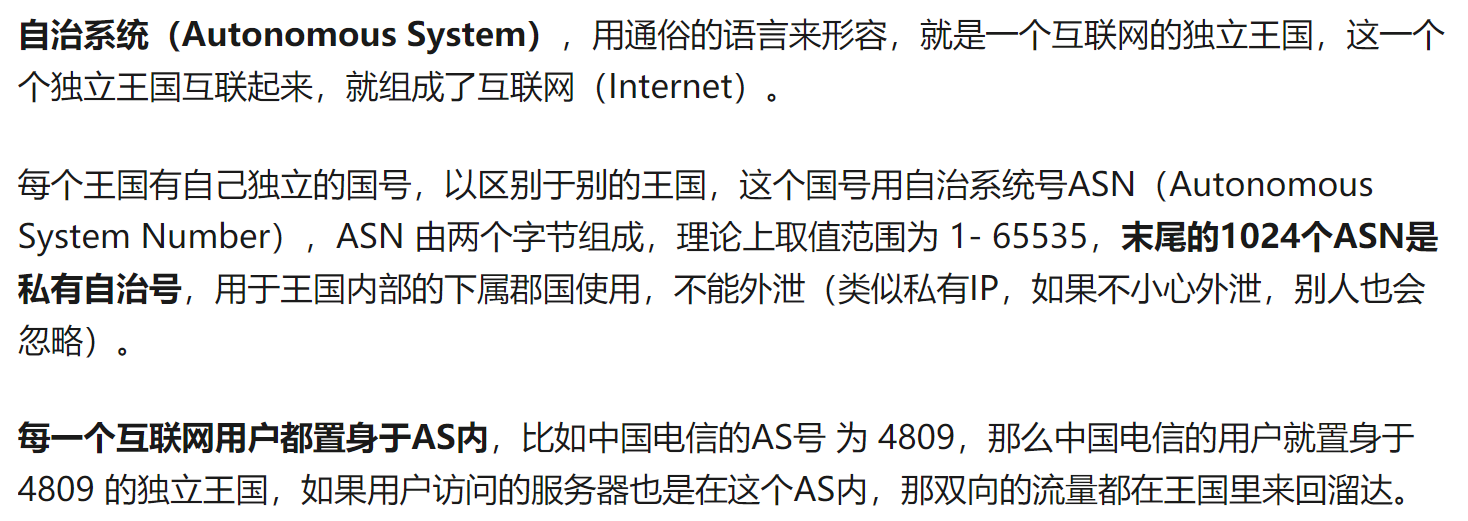 自治系统（Autonomous System），用通俗的语言来形容，就是一个互联网的独立王国，这一个
个独立王国互联起来，就组成了互联网（Internet）。
每个王国有自己独立的国号，以区别于别的王国，这个国号用自治系统号ASN（Autonomous
System Number），ASN 由两个字节组成，理论上取值范围为 1- 65535，末尾的1024个ASN是
私有自治号，用于王国内部的下属郡国使用，不能外泄（类似私有IP，如果不小心外泄，别人也会
忽略）。
每一个互联网用户都置身于AS内，比如中国电信的AS号 为 4809，那么中国电信的用户就置身于
4809 的独立王国，如果用户访问的服务器也是在这个AS内，那双向的流量都在王国里来回溜达。